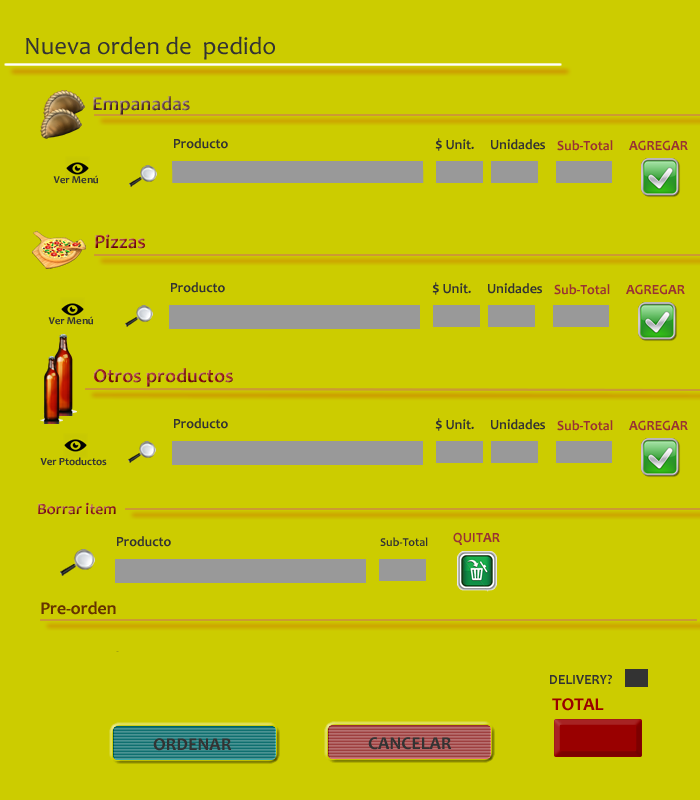 Nueva orden de pedido
Empanadas
Producto $ Unit. Unidades Sub-Total AGREGAR
Ver Menú
Pizzas
Producto $ Unit. Unidades Sub-Total AGREGAR
Ver Menú
Otros productos
Producto $ Unit. Unidades Sub-Total AGREGAR
Ver Ptoductos
Borrar item
Producto Sub-Total QUITAR
Pre-orden
DELIVERY?
TOTAL
ORDENAR CANCELAR